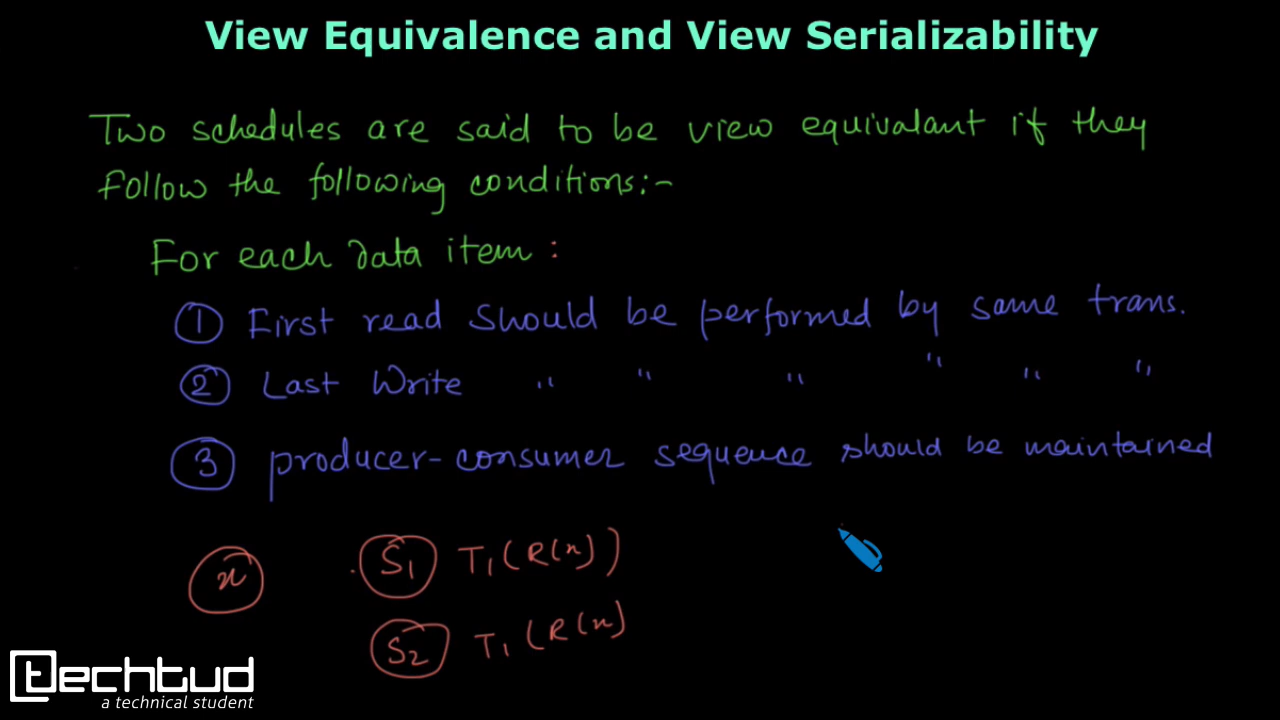 View Equivalence and View Serializability
Two schedules are said to be view equivalant if they
follow the following conditions:-
For each data item :
① First read should be performed by same trans.
② Last Write " " " " " "
③ producer-consumer sequence should be maintained
x S1 T1 (R(x))
S2 T1 (R(x)
techtud
a technical student